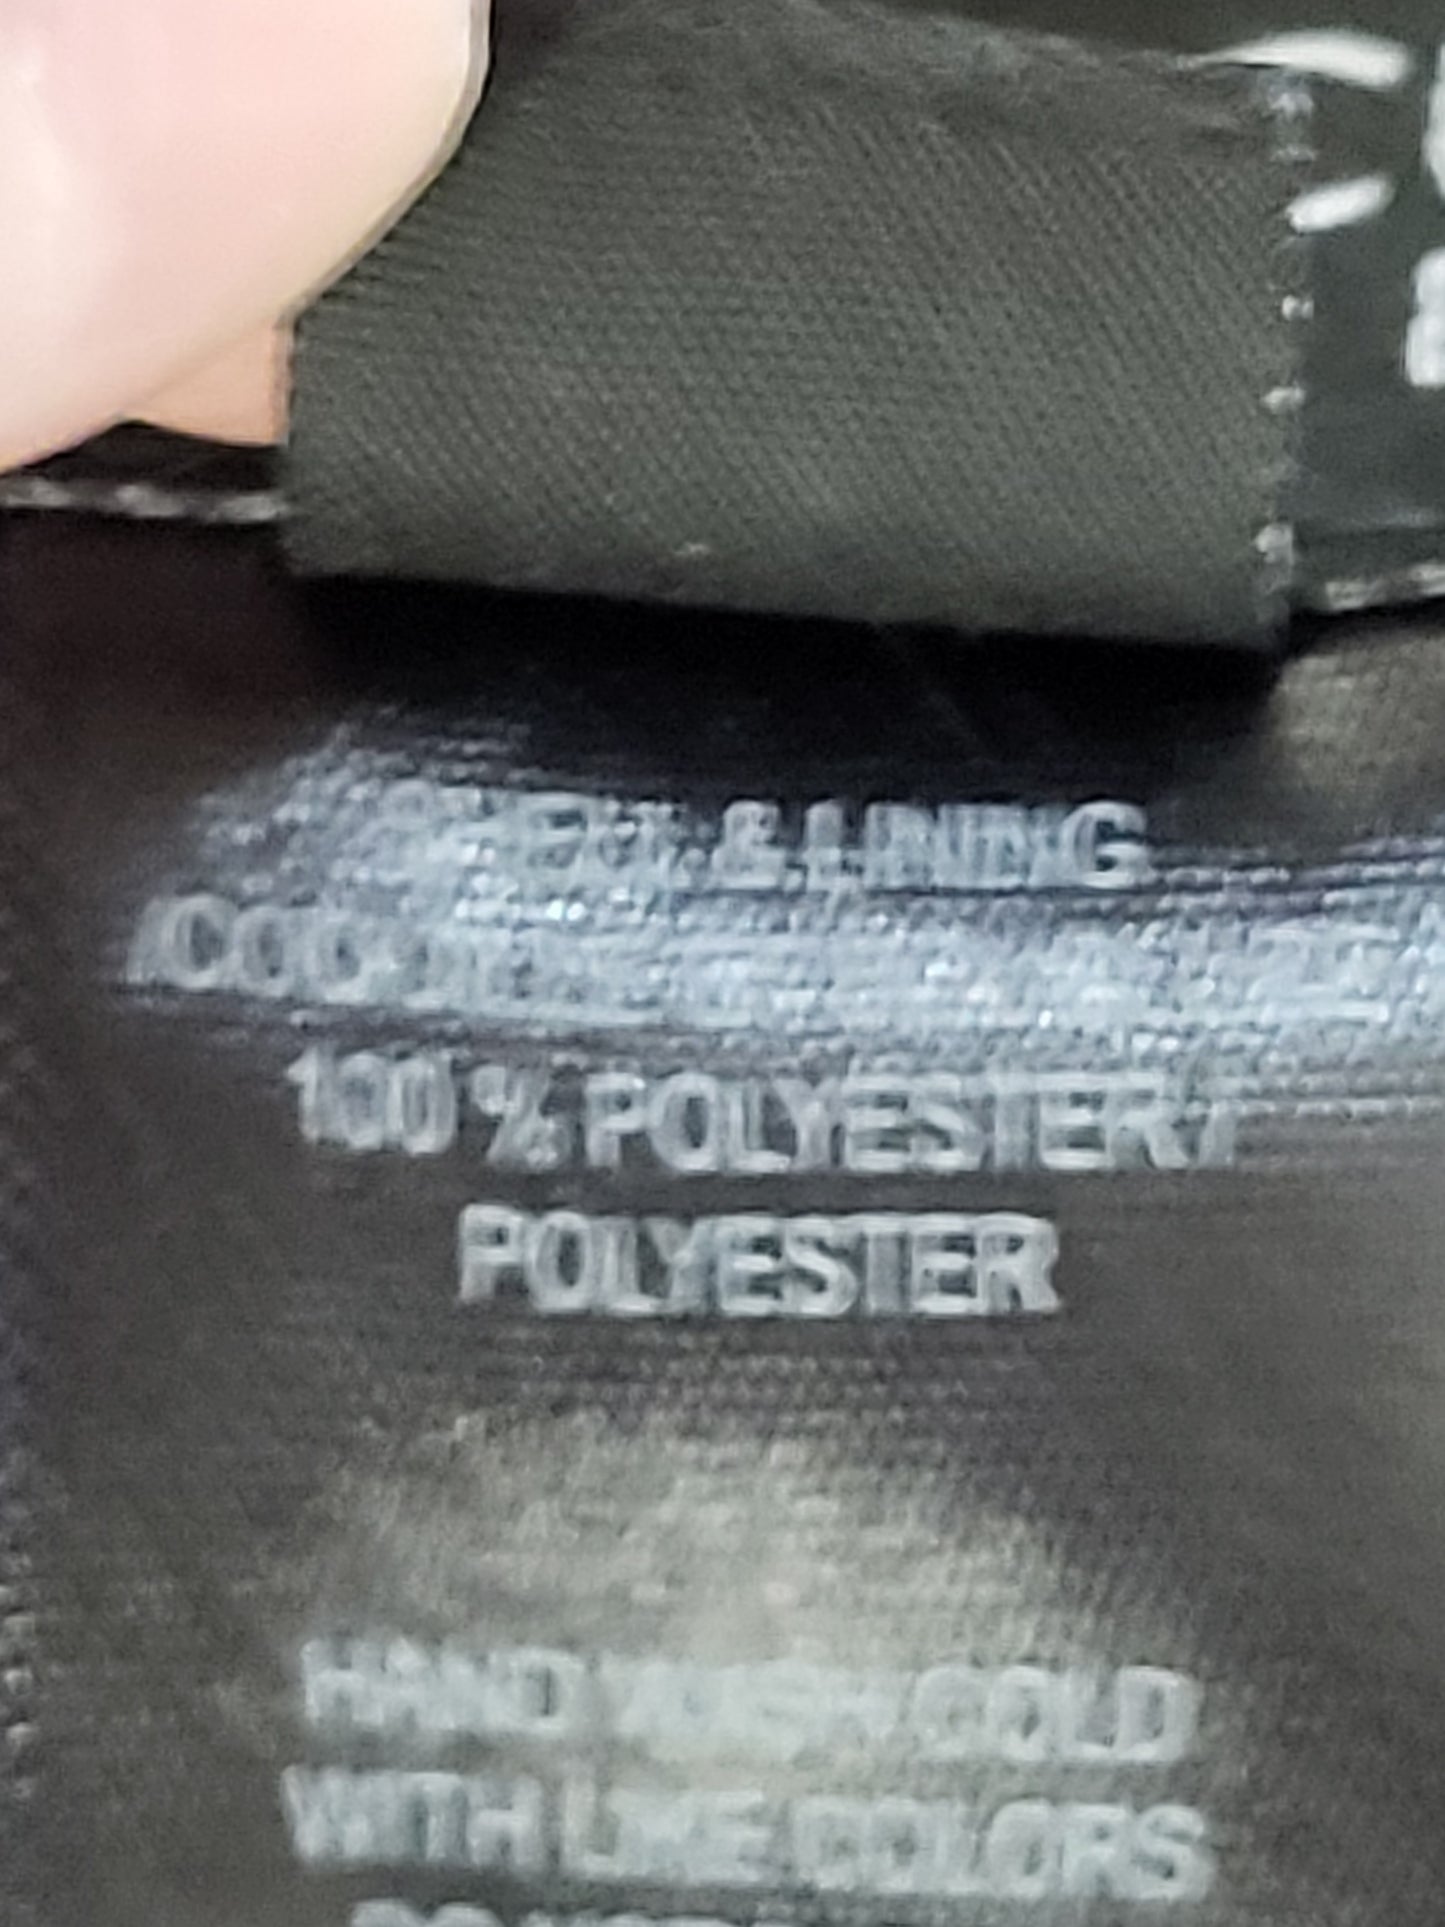 SHELL & LINING
100 % POLYESTER /
POLYESTER
HAND WASH COLD
WITH LIKE COLORS